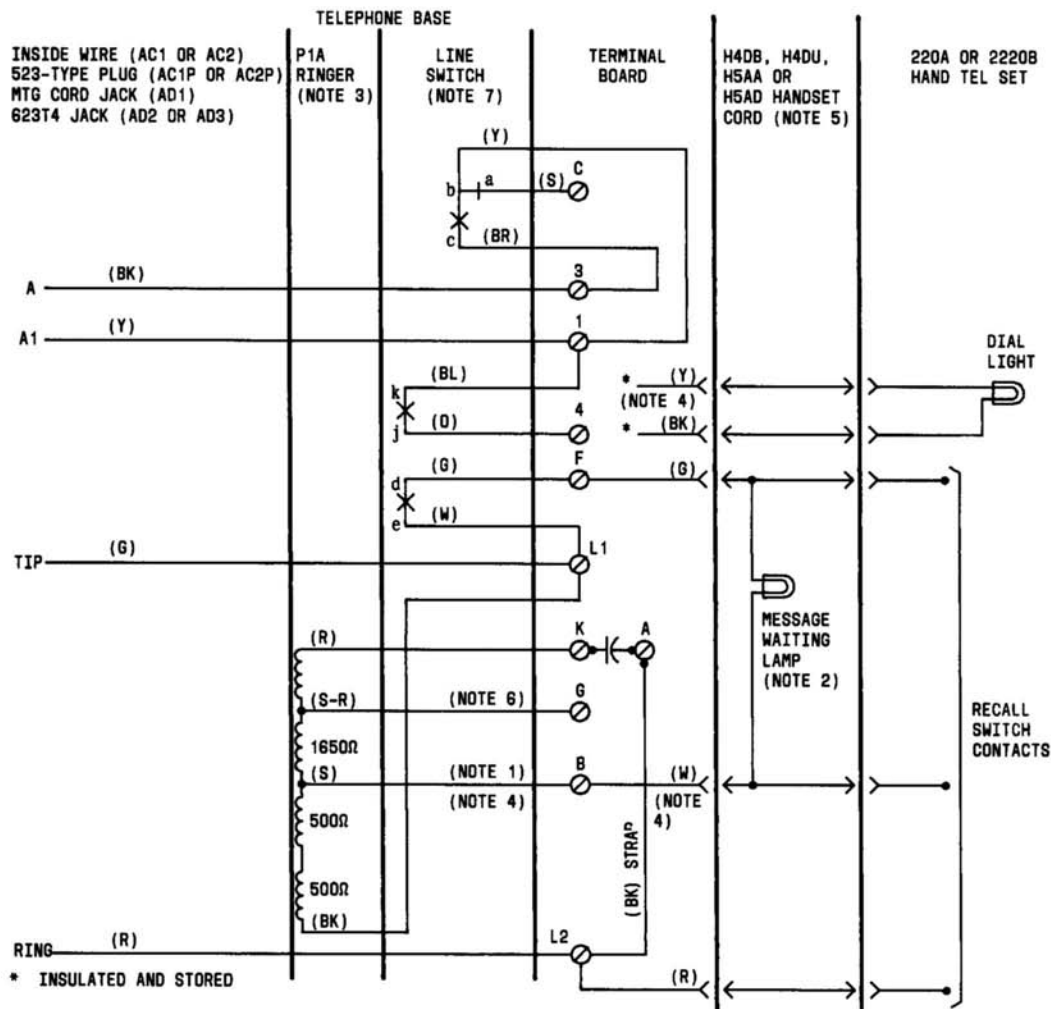 TELEPHONE BASE
INSIDE WIRE (AC1 OR AC2)
523-TYPE PLUG (AC1P OR AC2P)
MTG CORD JACK (AD1)
623T4 JACK (AD2 OR AD3)
P1A
RINGER
(NOTE 3)
LINE
SWITCH
(NOTE 7)
TERMINAL
BOARD
H4DB, H4DU,
H5AA OR
H5AD HANDSET
CORD (NOTE 5)
220A OR 2220B
HAND TEL SET
(Y)
C
b a (S)
c (BR)
3
A (BK)
1
A1 (Y)
DIAL
LIGHT
(BL)
k
* (Y)
(NOTE 4)
j (O) 4
* (BK)
F
(G) (G)
d
e (W)
L1
TIP (G)
MESSAGE
WAITING
LAMP
(NOTE 2)
(R) K A
(S-R) (NOTE 6) G
RECALL
SWITCH
CONTACTS
1650Ω
(S) (NOTE 1) B (W)
(NOTE 4) (NOTE
4)
500Ω
(BK) STRAP
500Ω
(BK)
RING (R) L2
* INSULATED AND STORED
(R)